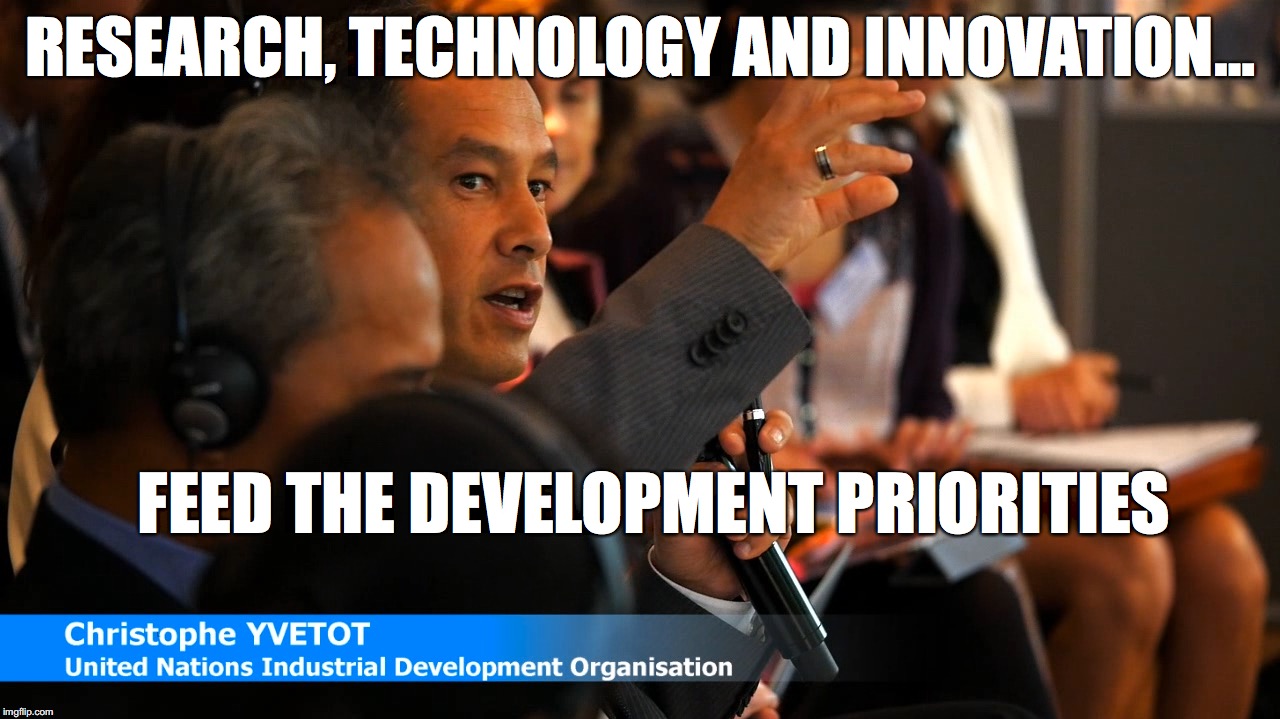 RESEARCH, TECHNOLOGY AND INNOVATION...
FEED THE DEVELOPMENT PRIORITIES
Christophe YVETOT
United Nations Industrial Development Organisation
imgflip.com